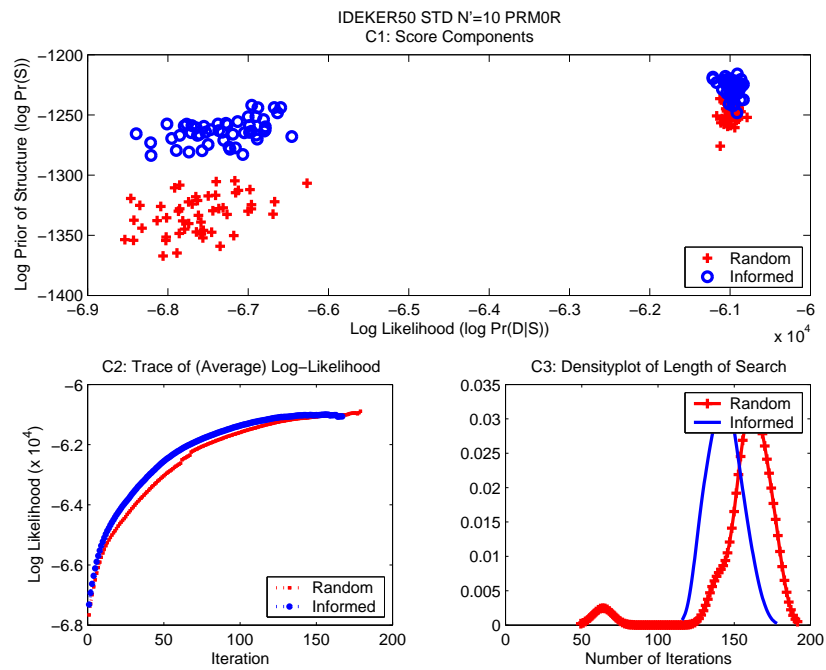 IDEKER50 STD N'=10 PRM0R
C1: Score Components
Log Prior of Structure (log Pr(S))
−1200
−1250
−1300
−1350
−1400
Random
Informed
−6.9 −6.8 −6.7 −6.6 −6.5 −6.4 −6.3 −6.2 −6.1 −6
Log Likelihood (log Pr(D|S))
x 10^4
C2: Trace of (Average) Log−Likelihood
Log Likelihood (x 10^4)
−6
−6.2
−6.4
−6.6
−6.8
Random
Informed
0 50 100 150 200
Iteration
C3: Densityplot of Length of Search
0.035
0.03
0.025
0.02
0.015
0.01
0.005
0
Random
Informed
0 50 100 150 200
Number of Iterations